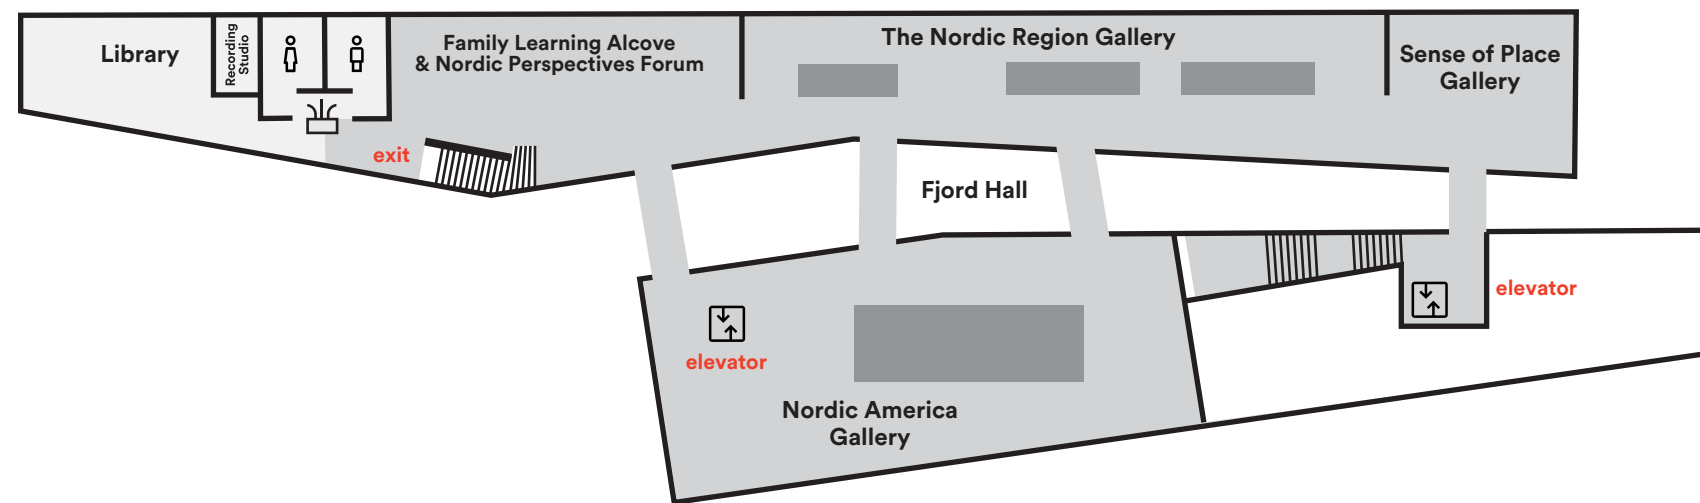 Library
Recording
Studio
Family Learning Alcove
& Nordic Perspectives Forum
The Nordic Region Gallery
Sense of Place
Gallery
exit
Fjord Hall
elevator
elevator
Nordic America
Gallery